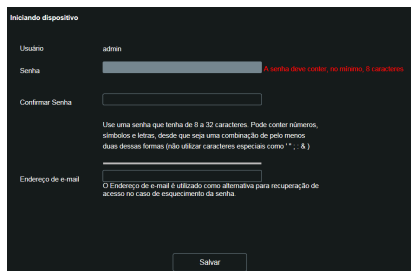 Iniciando dispositivo
Usuário admin
Senha A senha deve conter, no mínimo, 8 caracteres
Confirmar Senha
Use uma senha que tenha de 8 a 32 caracteres. Pode conter números,
símbolos e letras, desde que seja uma combinação de pelo menos
duas dessas formas (não utilizar caracteres especiais como ' " ; : & )
Endereço de e-mail
O Endereço de e-mail é utilizado como alternativa para recuperação de
acesso no caso de esquecimento da senha.
Salvar